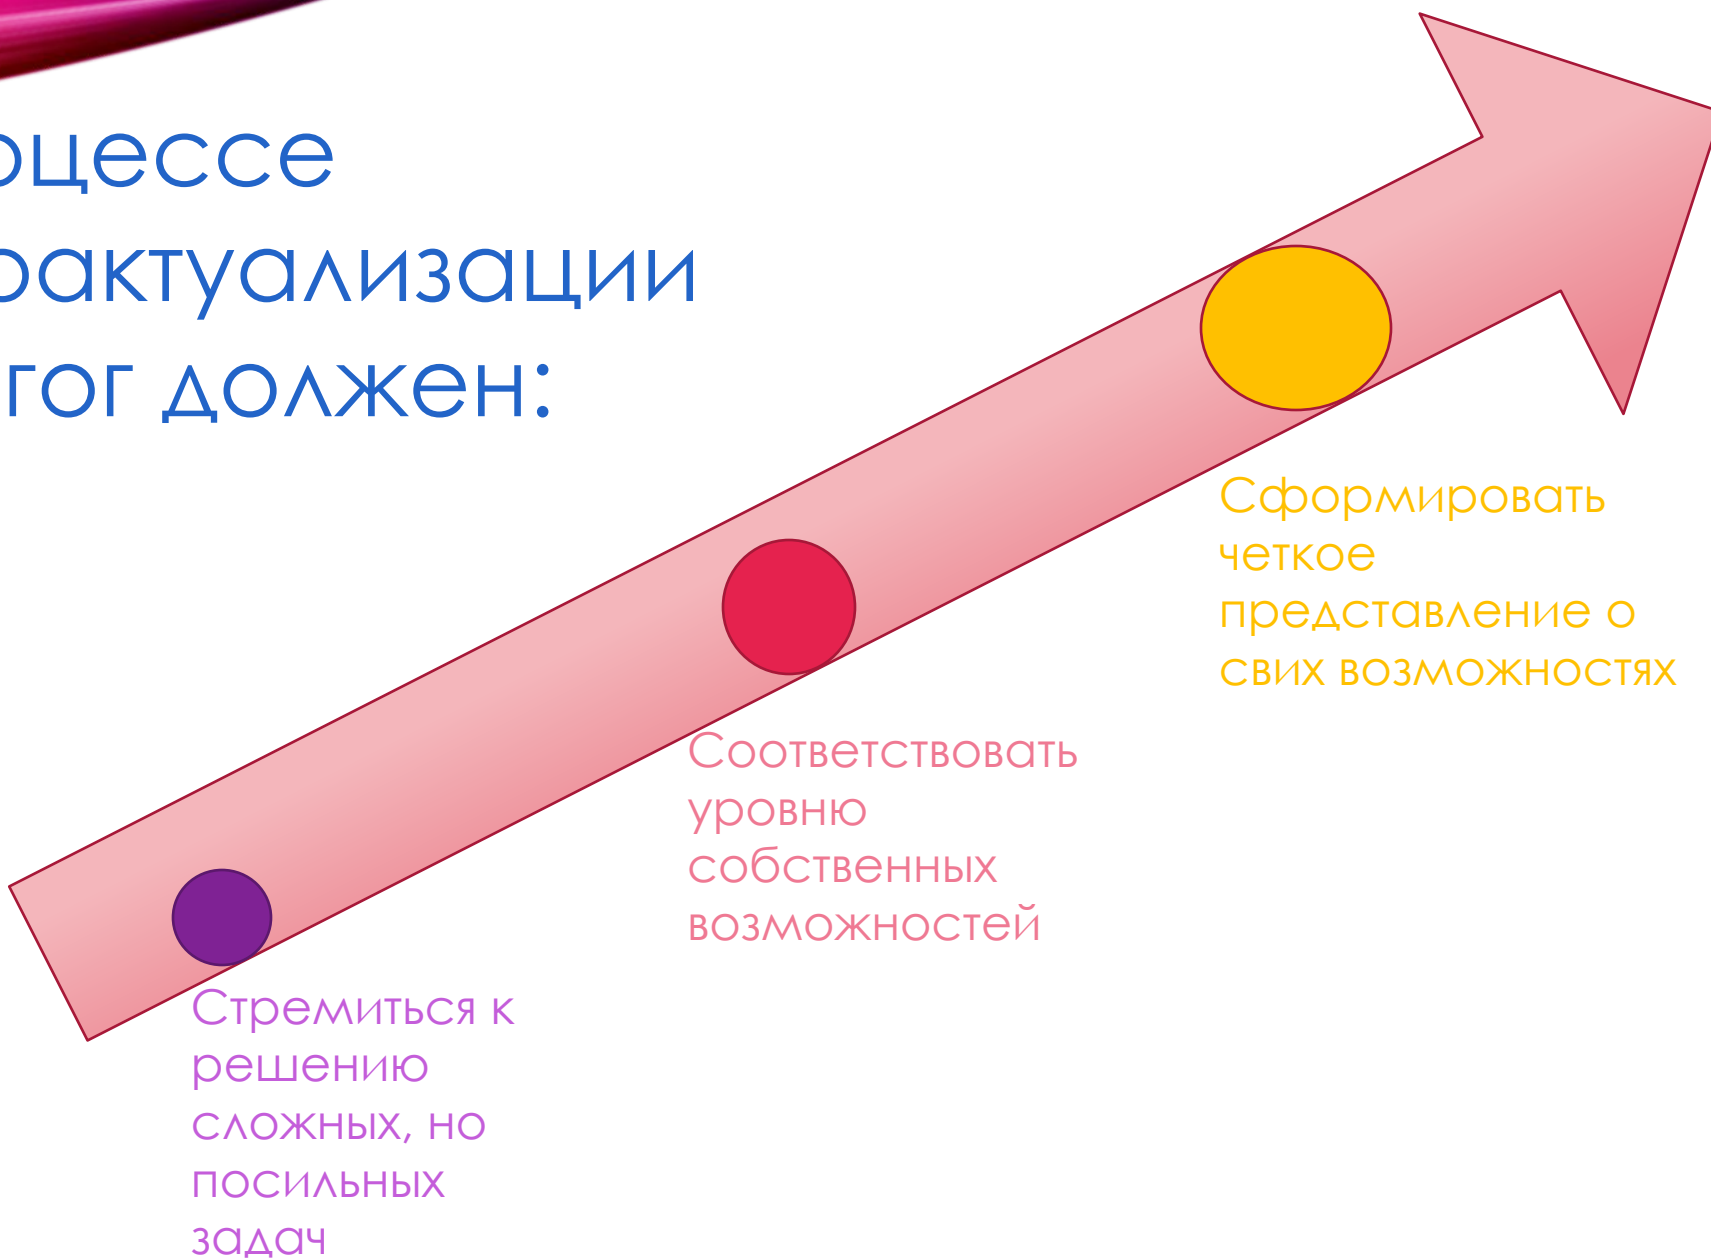 оцессе
рактуализации
гог должен:
Сформировать
четкое
представление о
свих возможностях
Соответствовать
уровню
собственных
возможностей
Стремиться к
решению
сложных, но
посильных
задач